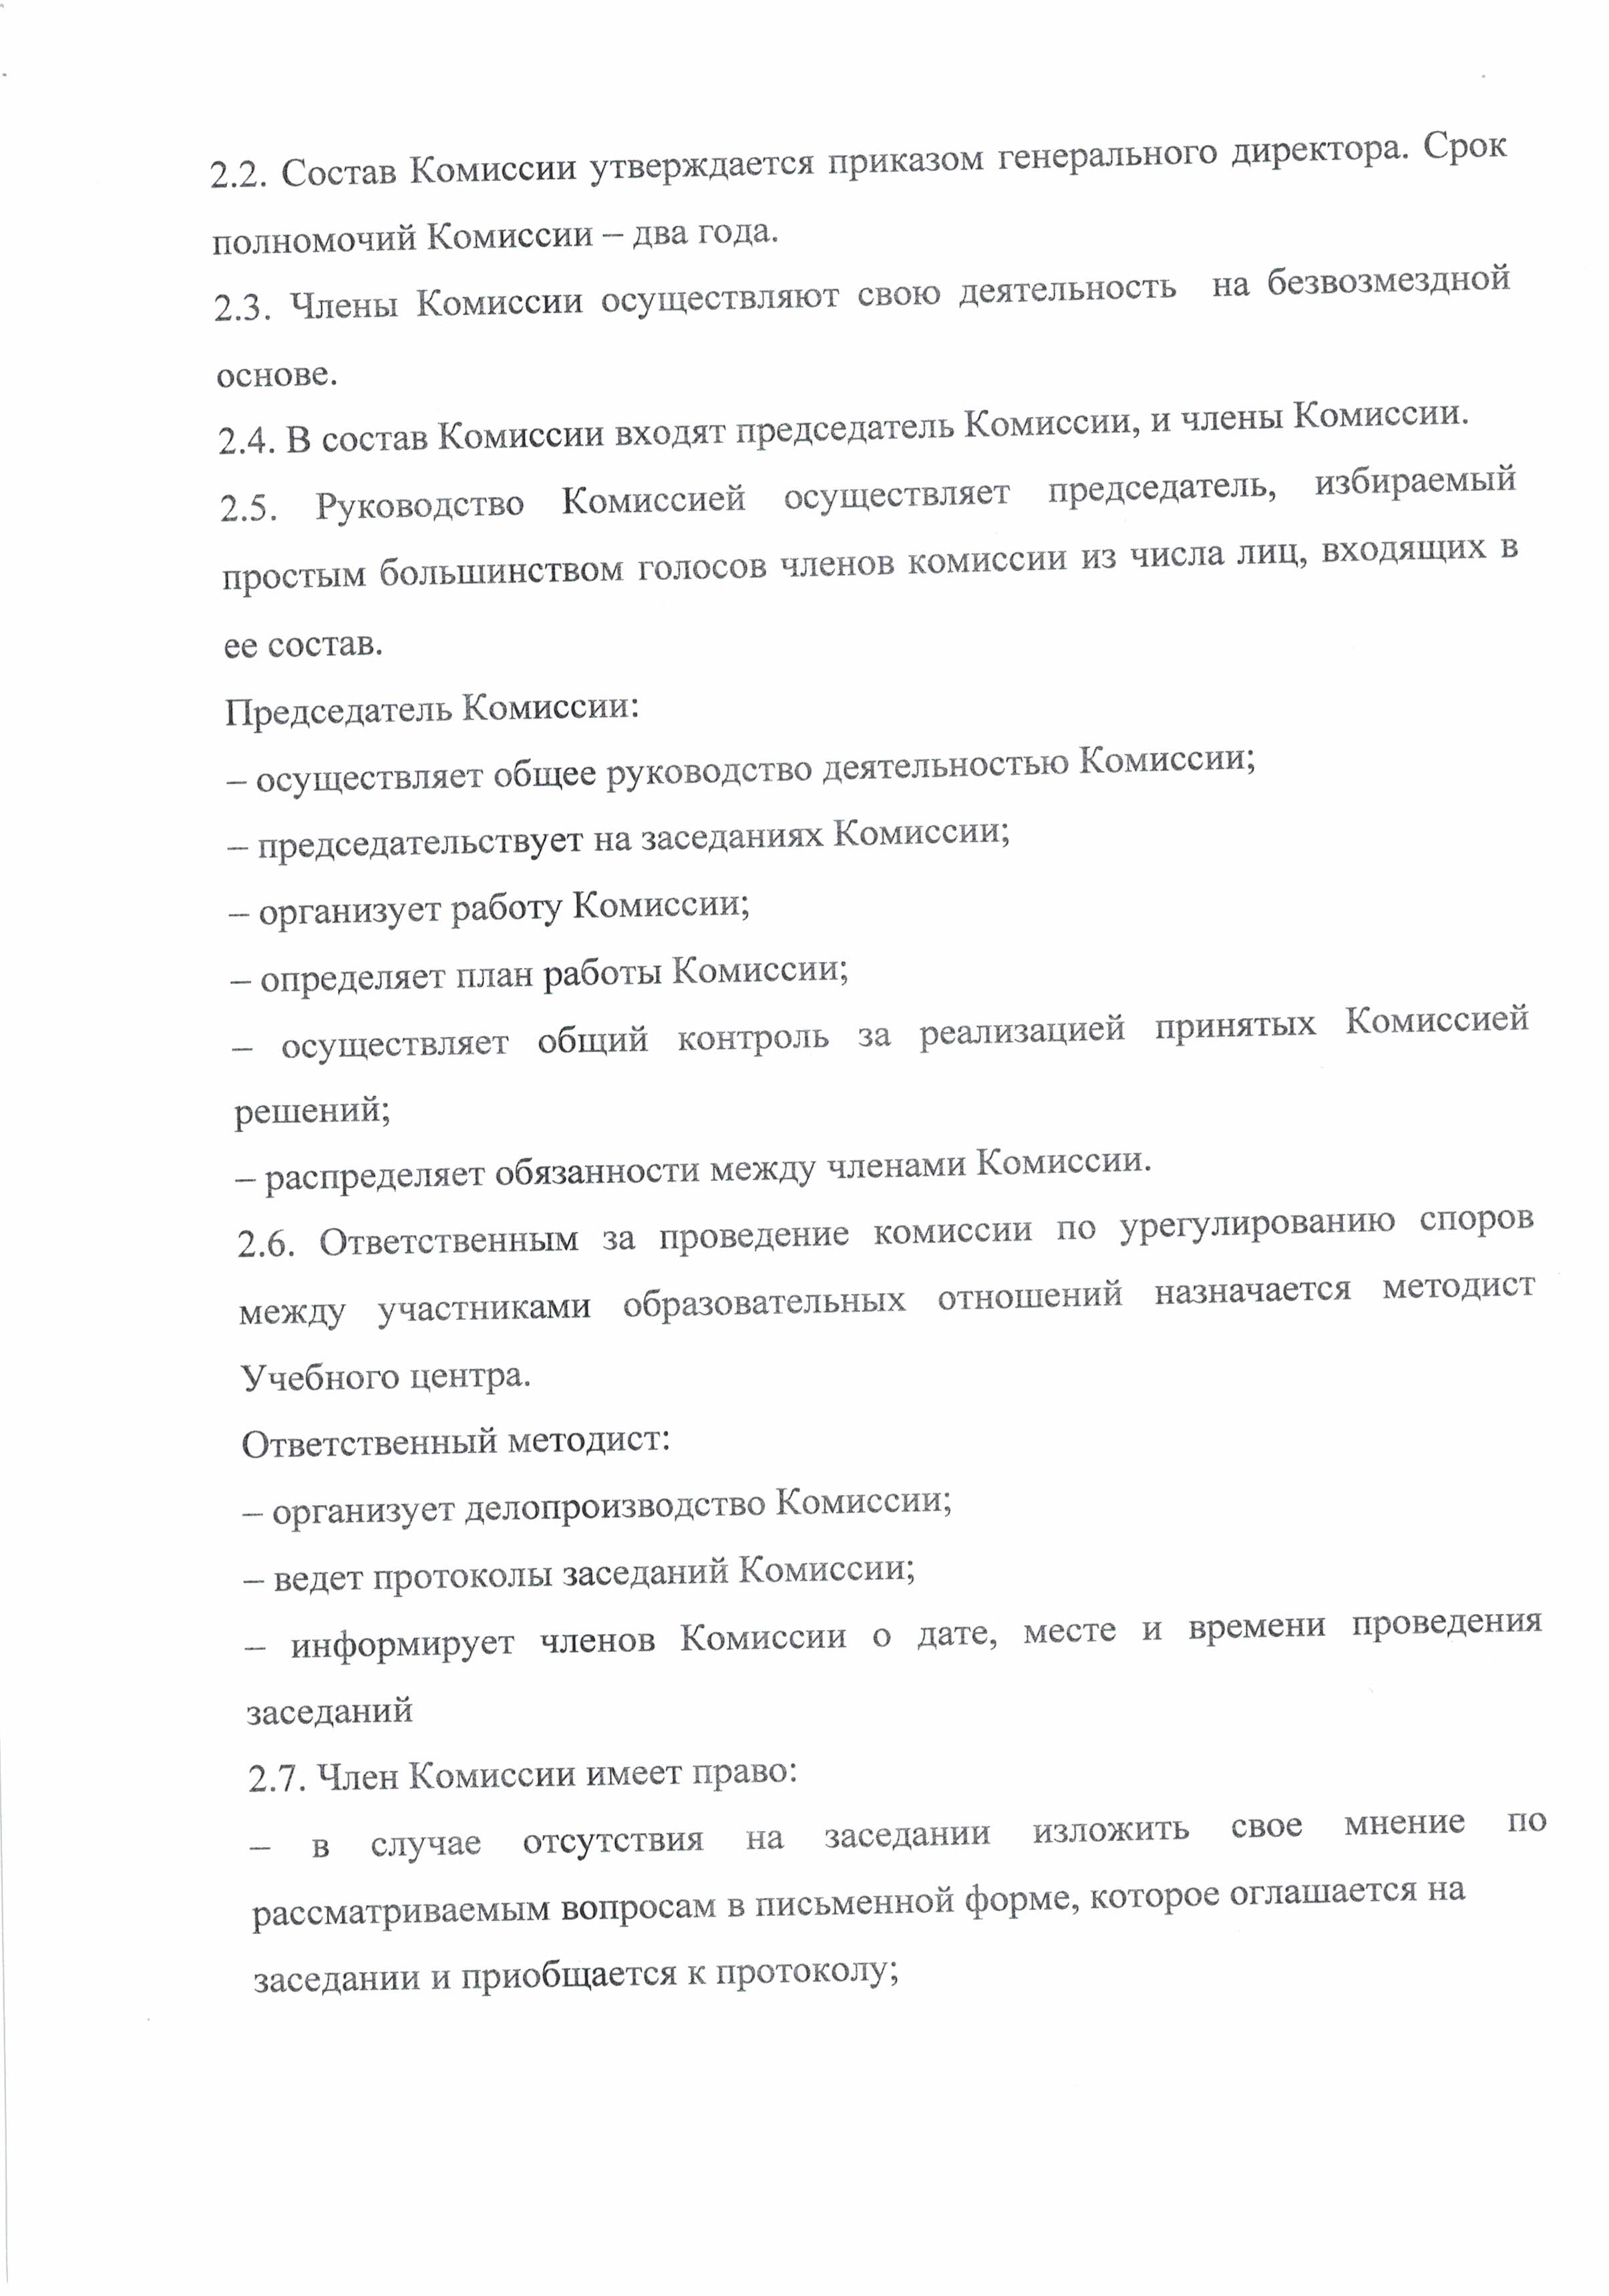 2.2. Состав Комиссии утверждается приказом генерального директора. Срок
полномочий Комиссии – два года.
2.3. Члены Комиссии осуществляют свою деятельность на безвозмездной
основе.
2.4. В состав Комиссии входят председатель Комиссии, и члены Комиссии.
2.5. Руководство Комиссией осуществляет председатель, избираемый
простым большинством голосов членов комиссии из числа лиц, входящих в
ее состав.
Председатель Комиссии:
– осуществляет общее руководство деятельностью Комиссии;
– председательствует на заседаниях Комиссии;
– организует работу Комиссии;
– определяет план работы Комиссии;
– осуществляет общий контроль за реализацией принятых Комиссией
решений;
– распределяет обязанности между членами Комиссии.
2.6. Ответственным за проведение комиссии по урегулированию споров
между участниками образовательных отношений назначается методист
Учебного центра.
Ответственный методист:
– организует делопроизводство Комиссии;
– ведет протоколы заседаний Комиссии;
– информирует членов Комиссии о дате, месте и времени проведения
заседаний
2.7. Член Комиссии имеет право:
– в случае отсутствия на заседании изложить свое мнение по
рассматриваемым вопросам в письменной форме, которое оглашается на
заседании и приобщается к протоколу;